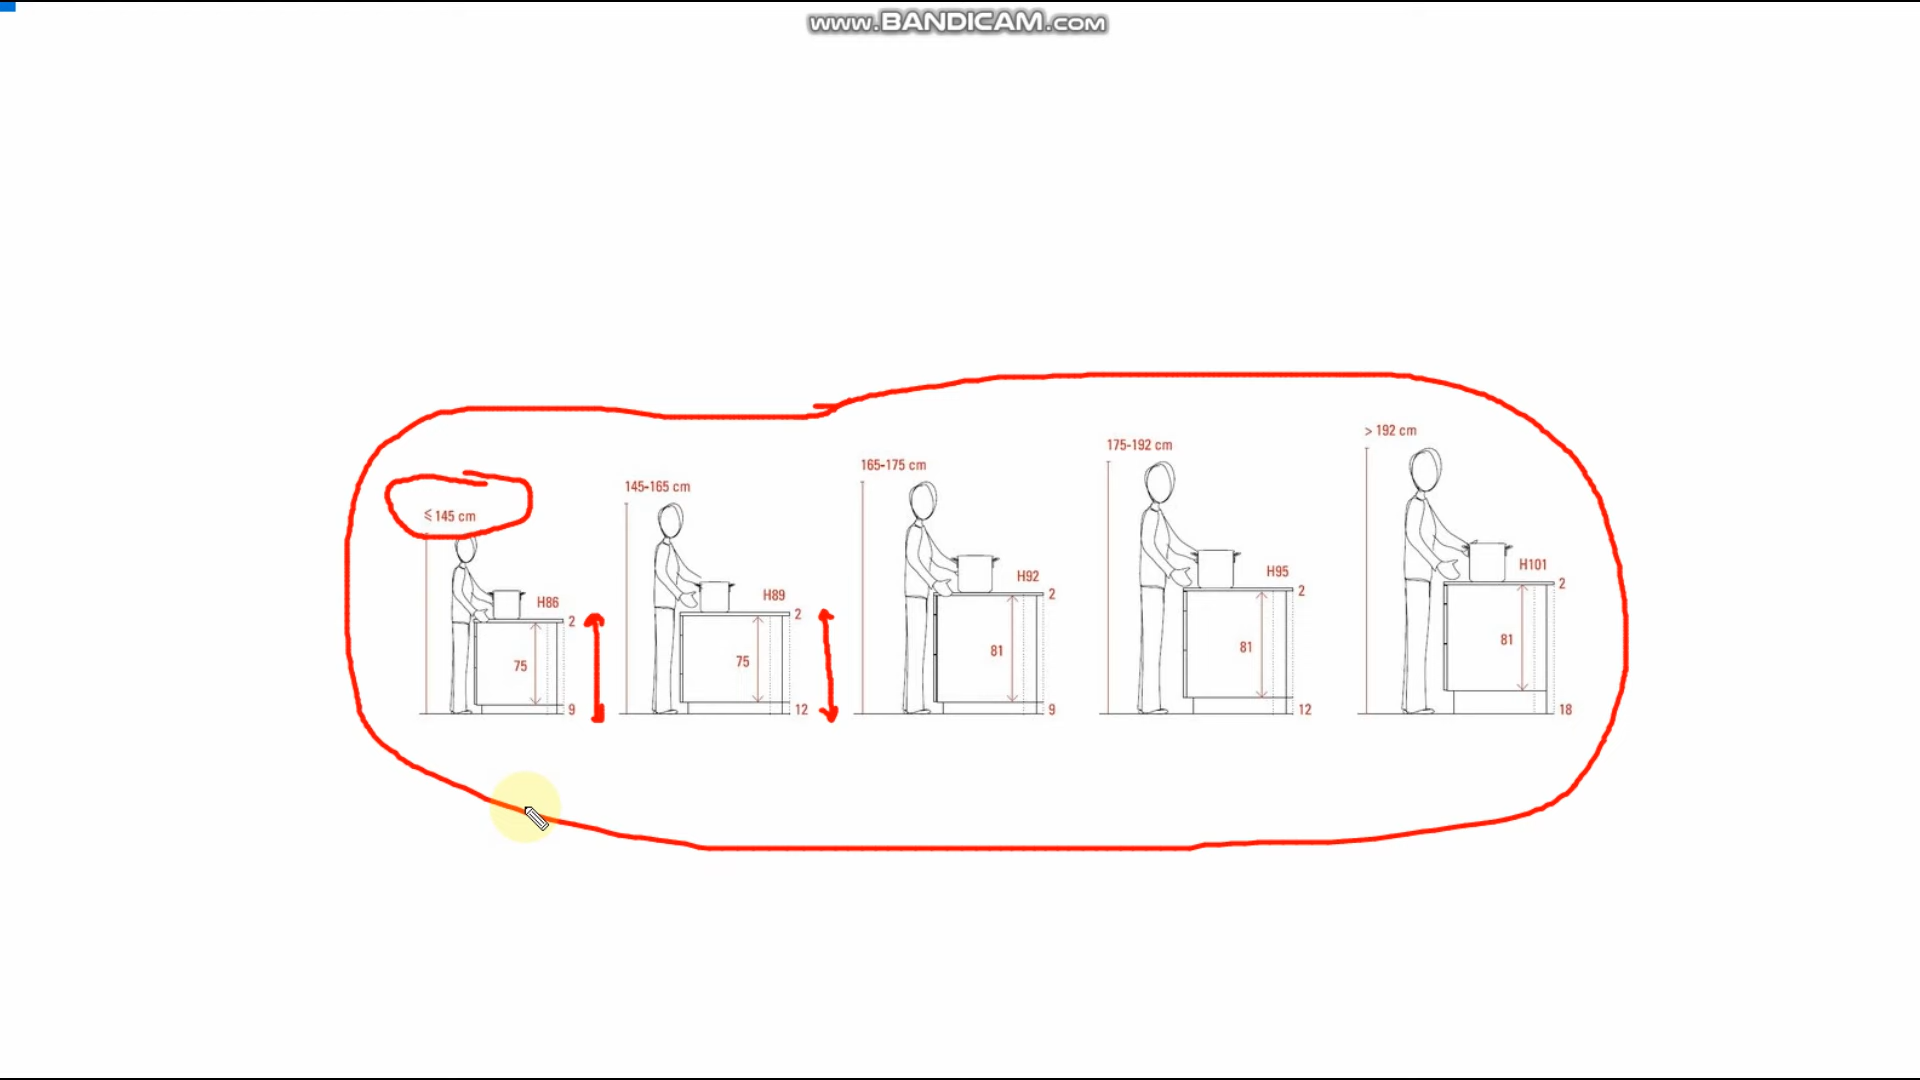 www.BANDICAM.com
≤ 145 cm
H86
2
75
9
145-165 cm
H89
2
75
12
165-175 cm
H92
2
81
9
175-192 cm
H95
2
81
12
> 192 cm
H101
2
81
18